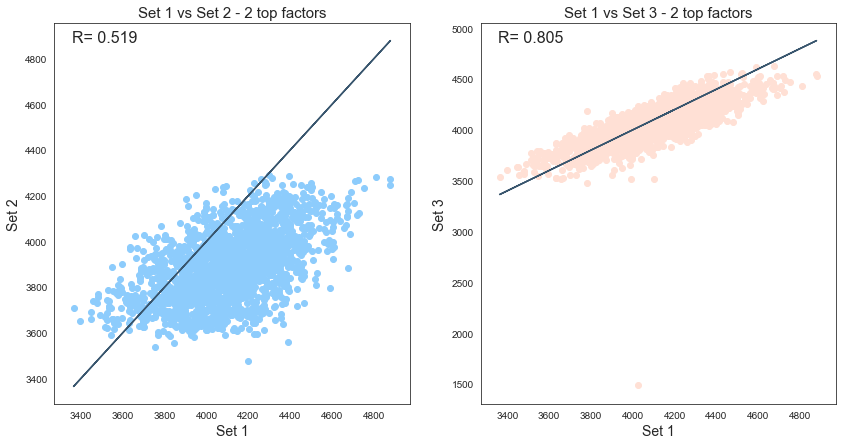 Set 1 vs Set 2 - 2 top factors
R= 0.519
4800
4600
4400
4200
4000
3800
3600
3400
Set 2
3400 3600 3800 4000 4200 4400 4600 4800
Set 1
Set 1 vs Set 3 - 2 top factors
R= 0.805
5000
4500
4000
3500
3000
2500
2000
1500
Set 3
3400 3600 3800 4000 4200 4400 4600 4800
Set 1